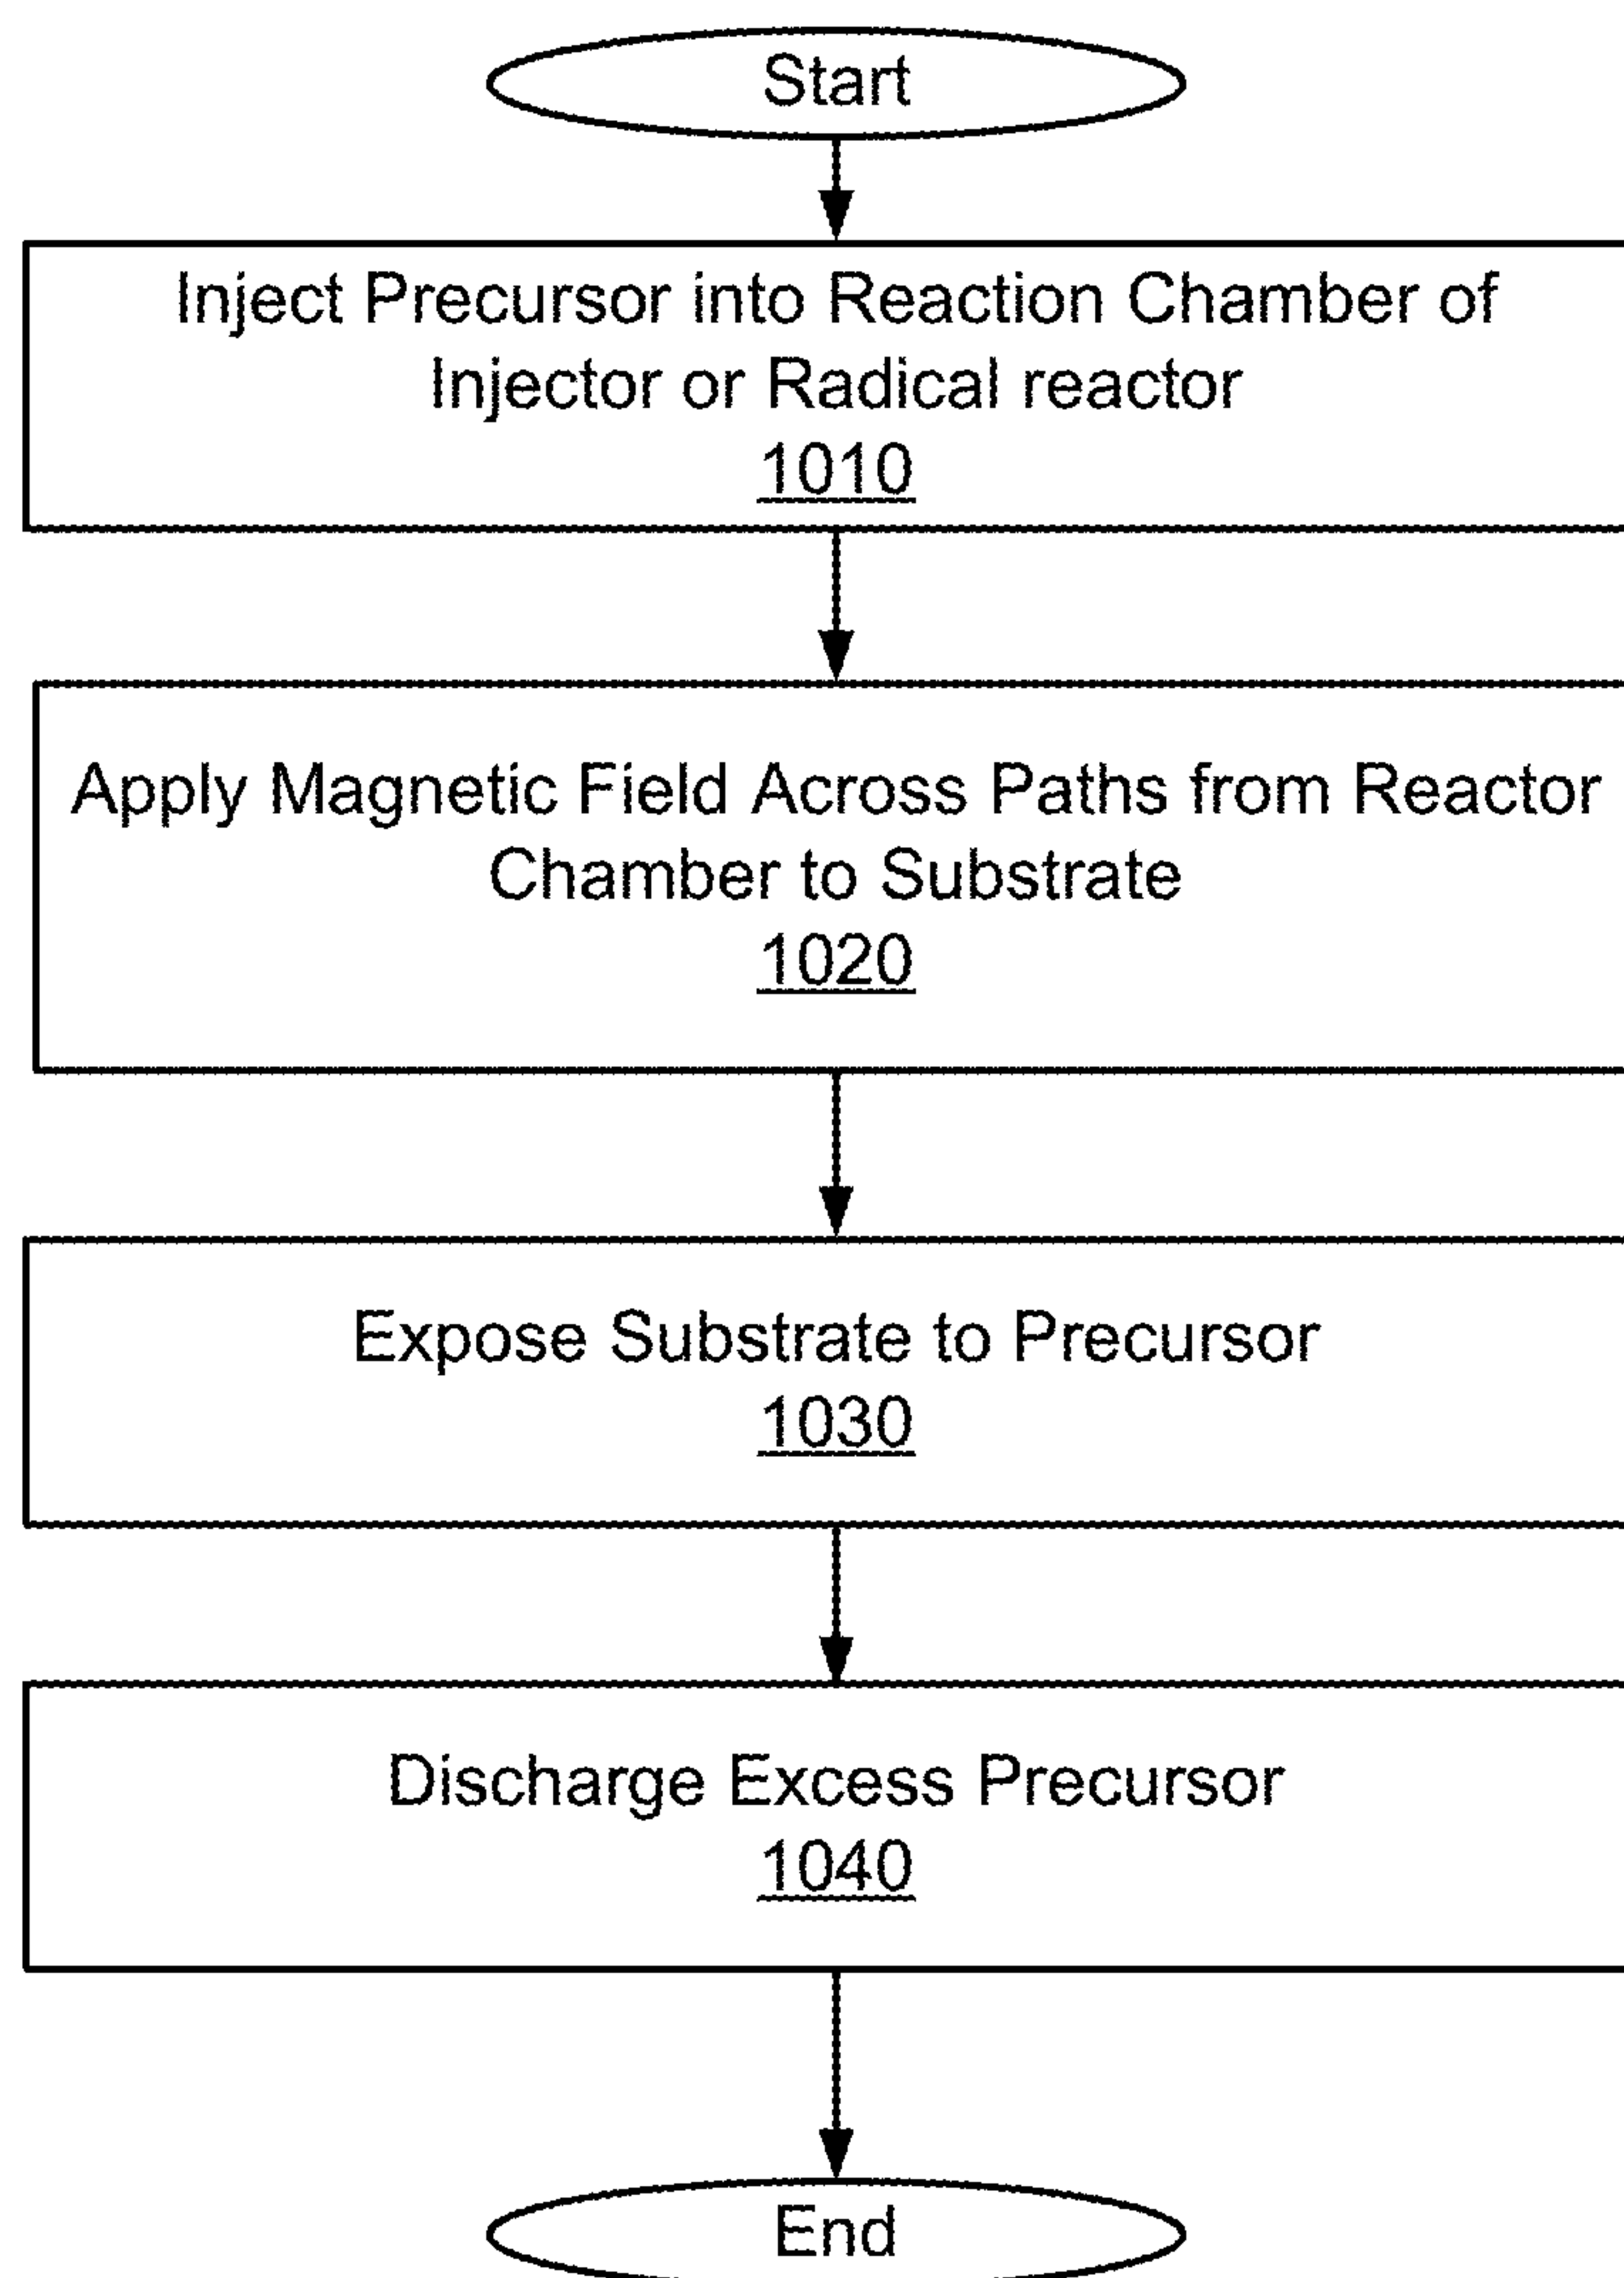 Start
Inject Precursor into Reaction Chamber of
Injector or Radical reactor
1010
Apply Magnetic Field Across Paths from Reactor
Chamber to Substrate
1020
Expose Substrate to Precursor
1030
Discharge Excess Precursor
1040
End